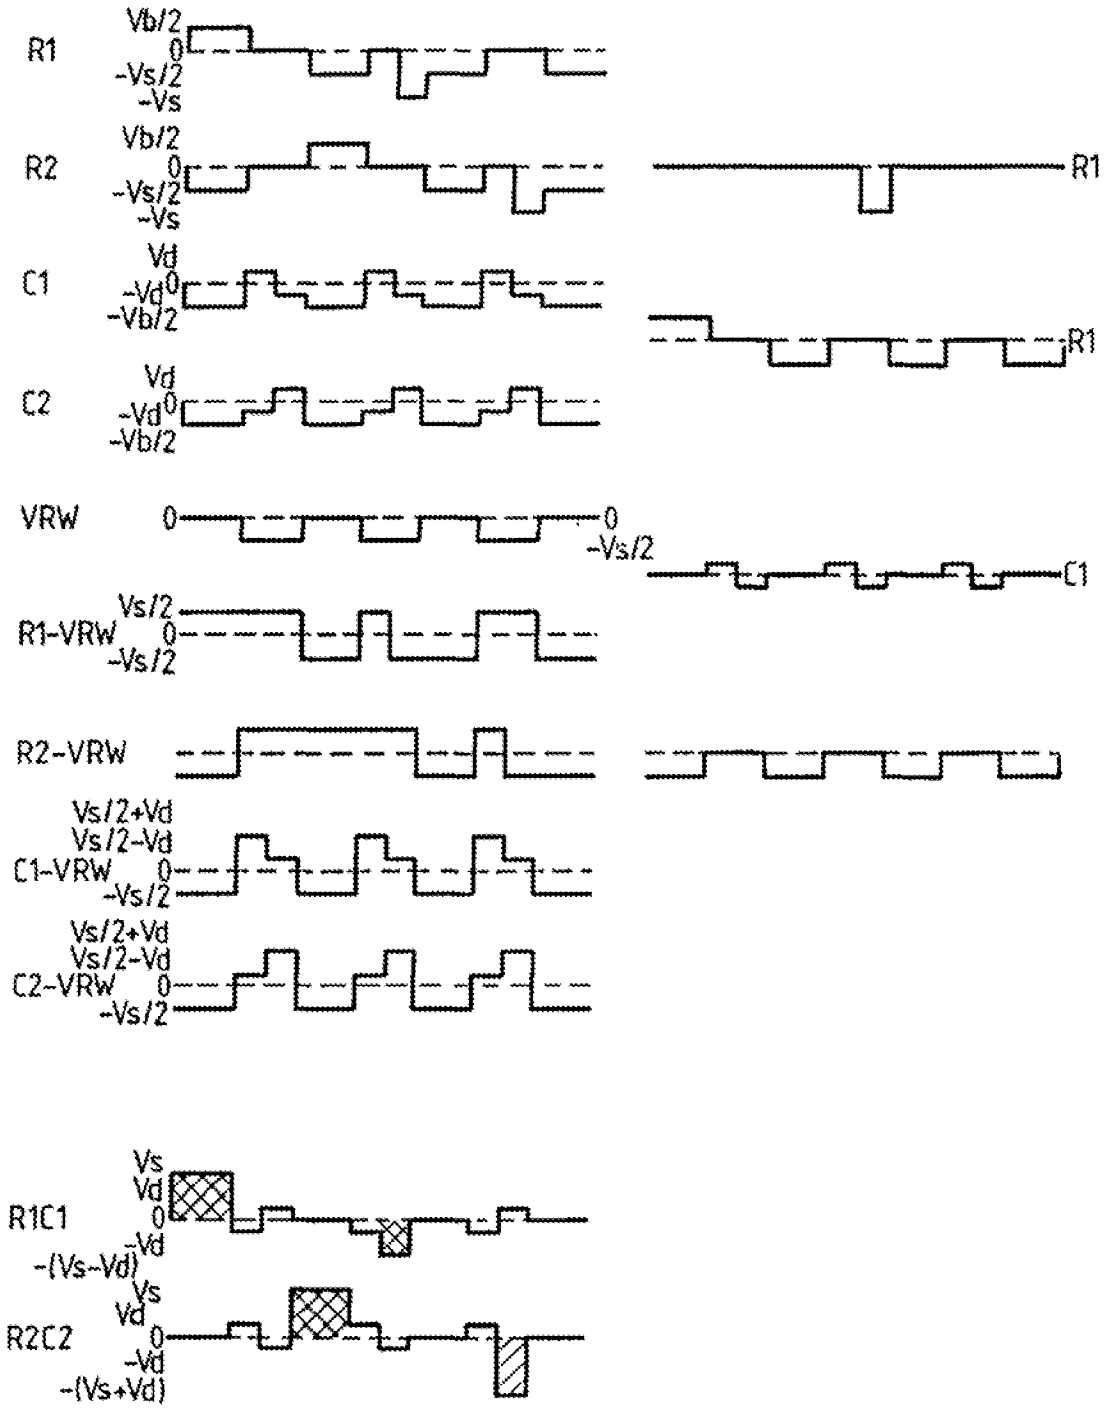 Vb/2
R1 0
-Vs/2
-Vs
Vb/2
R2 0 R1
-Vs/2
-Vs
Vd
C1 0
-Vd
-Vb/2
R1
Vd
C2 0
-Vd
-Vb/2
VRW 0 0
-Vs/2
C1
Vs/2
R1-VRW 0
-Vs/2
R2-VRW
Vs/2+Vd
Vs/2-Vd
C1-VRW 0
-Vs/2
Vs/2+Vd
Vs/2-Vd
C2-VRW 0
-Vs/2
Vs
Vd
R1C1 0
-Vd
-(Vs-Vd)
Vs
Vd
R2C2 0
-Vd
-(Vs+Vd)